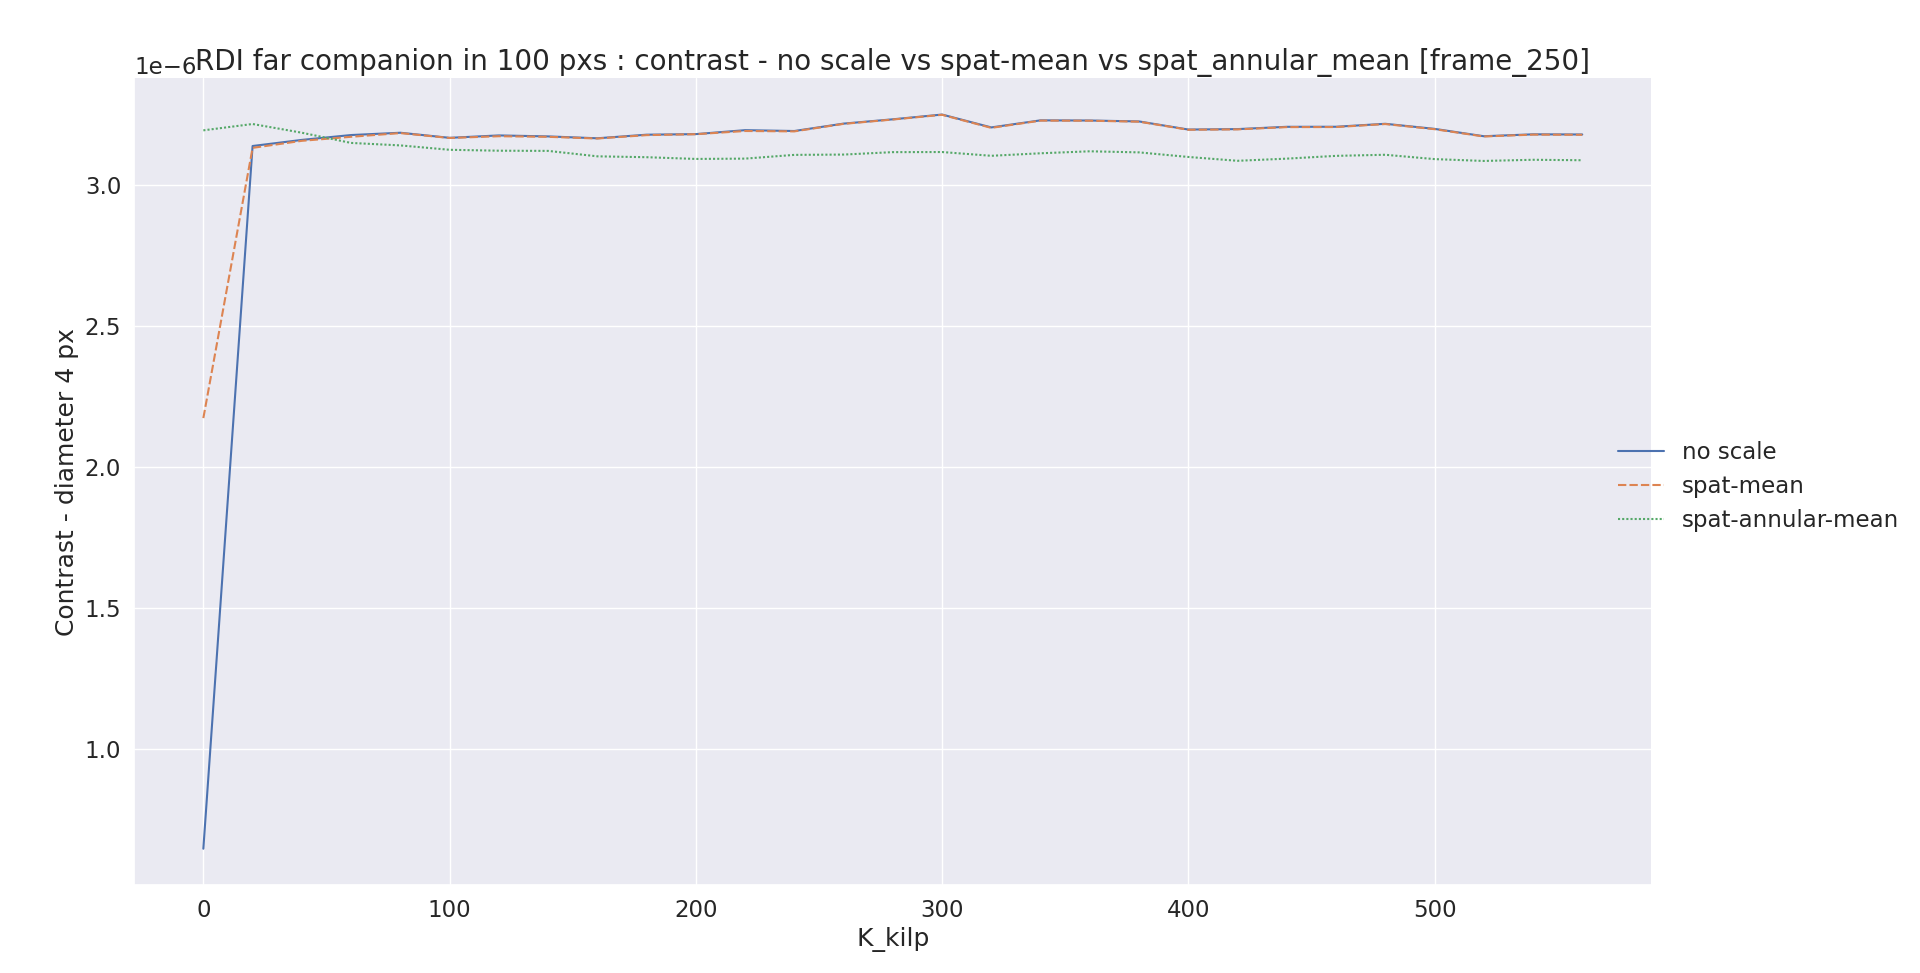 1e−6
RDI far companion in 100 pxs : contrast - no scale vs spat-mean vs spat_annular_mean [frame_250]
Contrast - diameter 4 px
3.0
2.5
2.0
1.5
1.0
0
100
200
300
400
500
K_kilp
no scale
spat-mean
spat-annular-mean